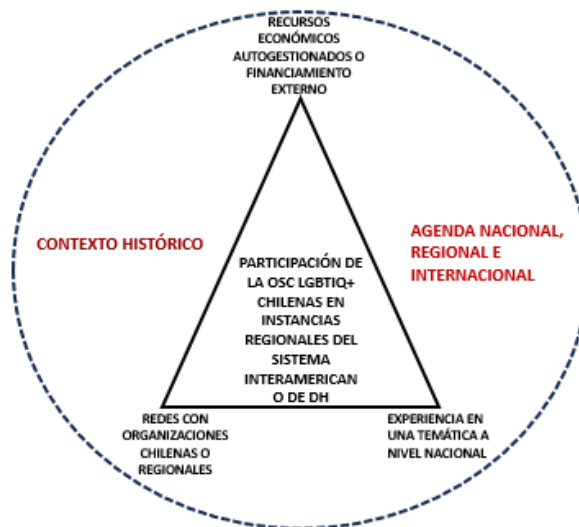 RECURSOS
ECONÓMICOS
AUTOGESTIONADOS O
FINANCIAMIENTO
EXTERNO
CONTEXTO HISTÓRICO
AGENDA NACIONAL,
REGIONAL E
INTERNACIONAL
PARTICIPACIÓN DE
LA OSC LGBTIQ+
CHILENAS EN
INSTANCIAS
REGIONALES DEL
SISTEMA
INTERAMERICAN
O DE DH
REDES CON
ORGANIZACIONES
CHILENAS O
REGIONALES
EXPERIENCIA EN
UNA TEMÁTICA A
NIVEL NACIONAL